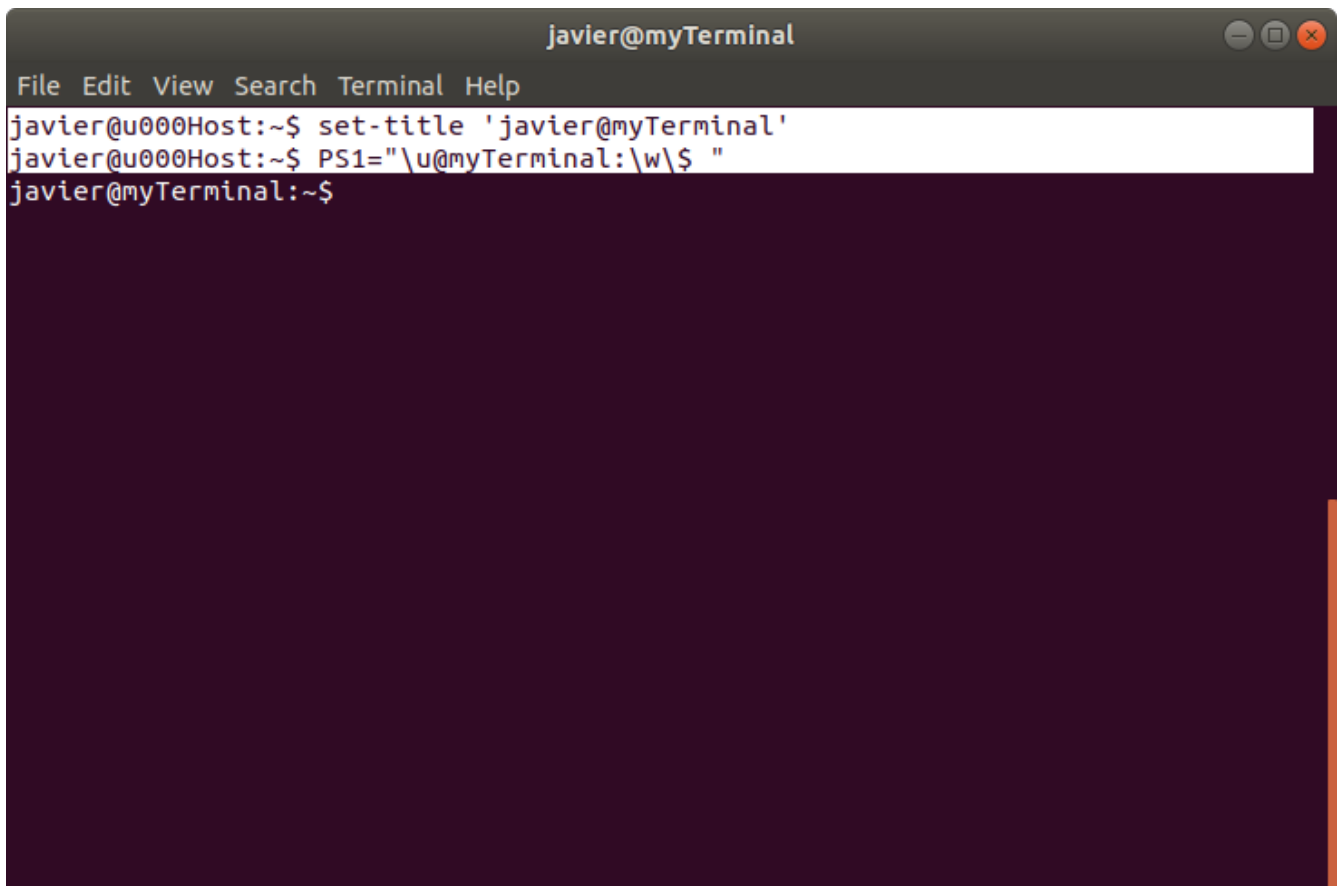 javier@myTerminal
File Edit View Search Terminal Help
javier@u000Host:~$ set-title 'javier@myTerminal'
javier@u000Host:~$ PS1="\u@myTerminal:\w\$ "
javier@myTerminal:~$